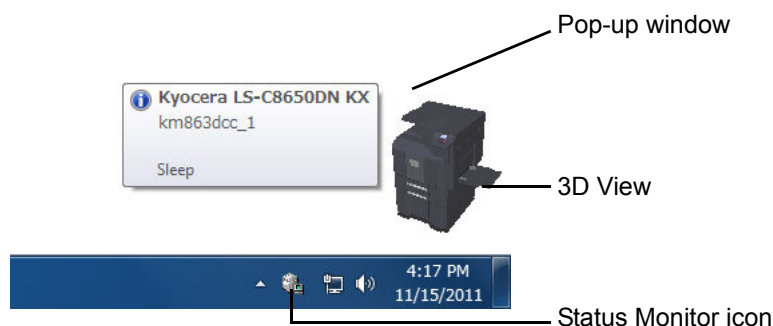 Pop-up window
Kyocera LS-C8650DN KX
km863dcc_1
Sleep
3D View
4:17 PM
11/15/2011
Status Monitor icon